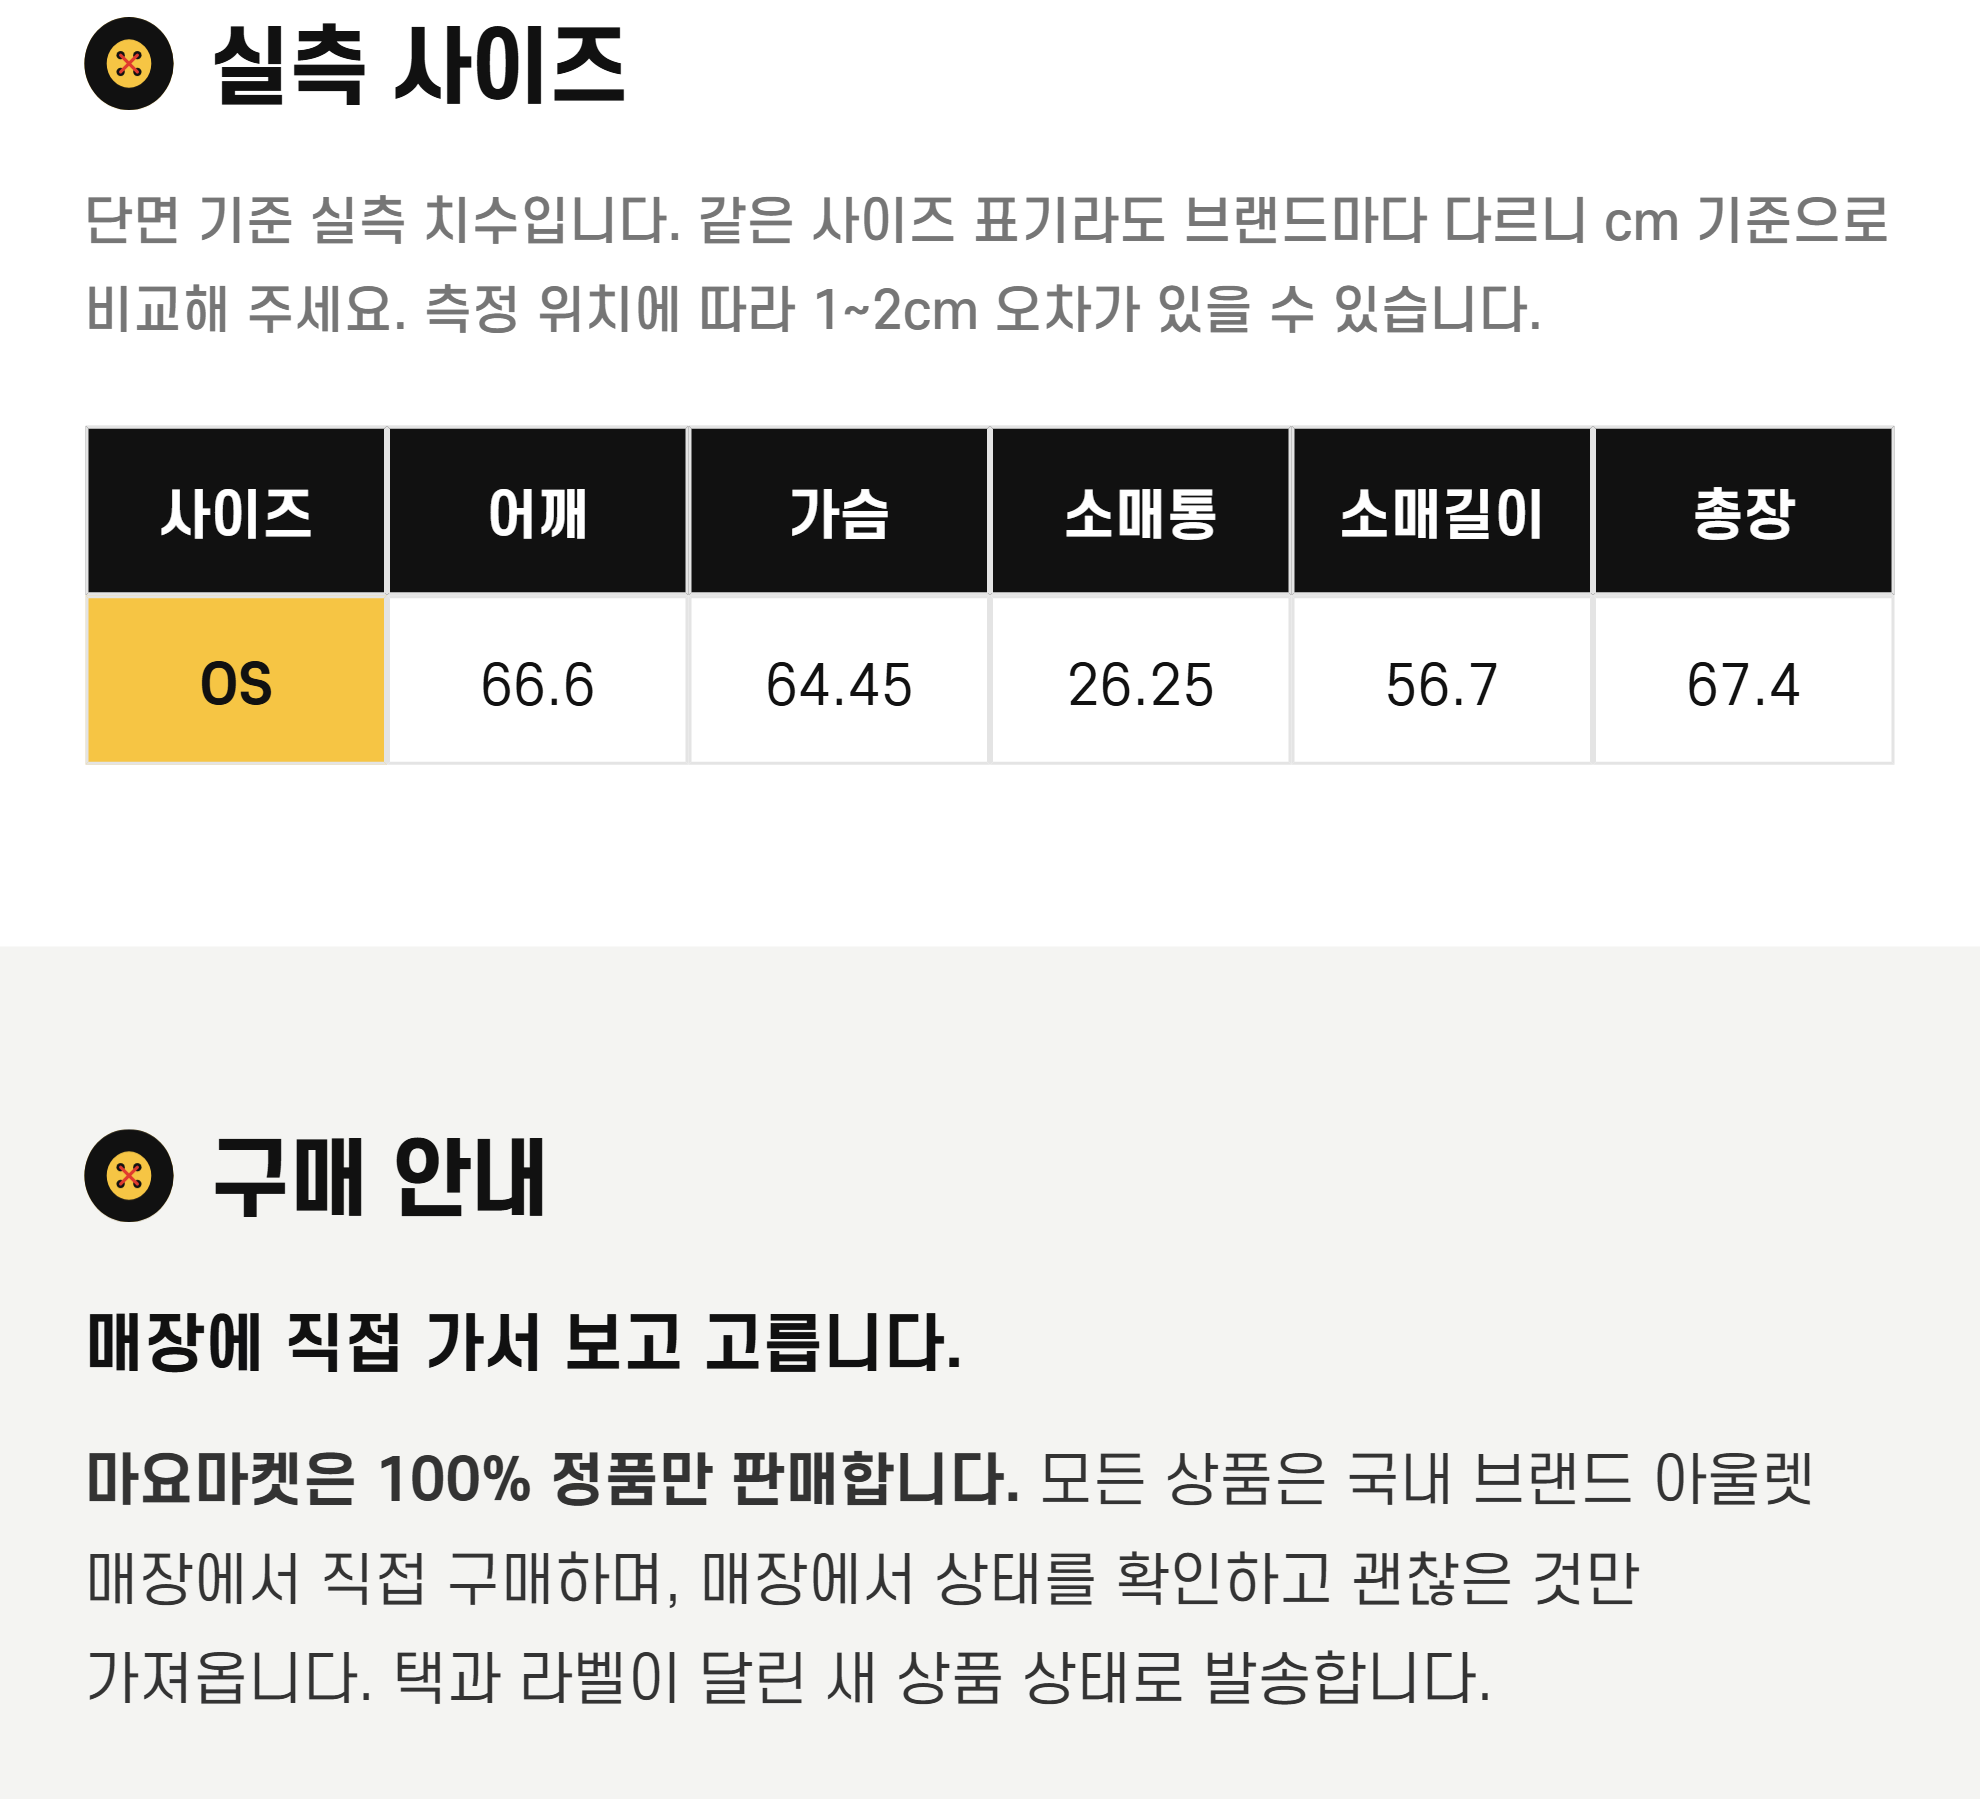 실측 사이즈
단면 기준 실측 치수입니다. 같은 사이즈 표기라도 브랜드마다 다르니 cm 기준으로
비교해 주세요. 측정 위치에 따라 1~2cm 오차가 있을 수 있습니다.
사이즈 어깨 가슴 소매통 소매길이 총장
OS 66.6 64.45 26.25 56.7 67.4
구매 안내
매장에 직접 가서 보고 고릅니다.
마요마켓은 100% 정품만 판매합니다. 모든 상품은 국내 브랜드 아울렛
매장에서 직접 구매하며, 매장에서 상태를 확인하고 괜찮은 것만
가져옵니다. 택과 라벨이 달린 새 상품 상태로 발송합니다.